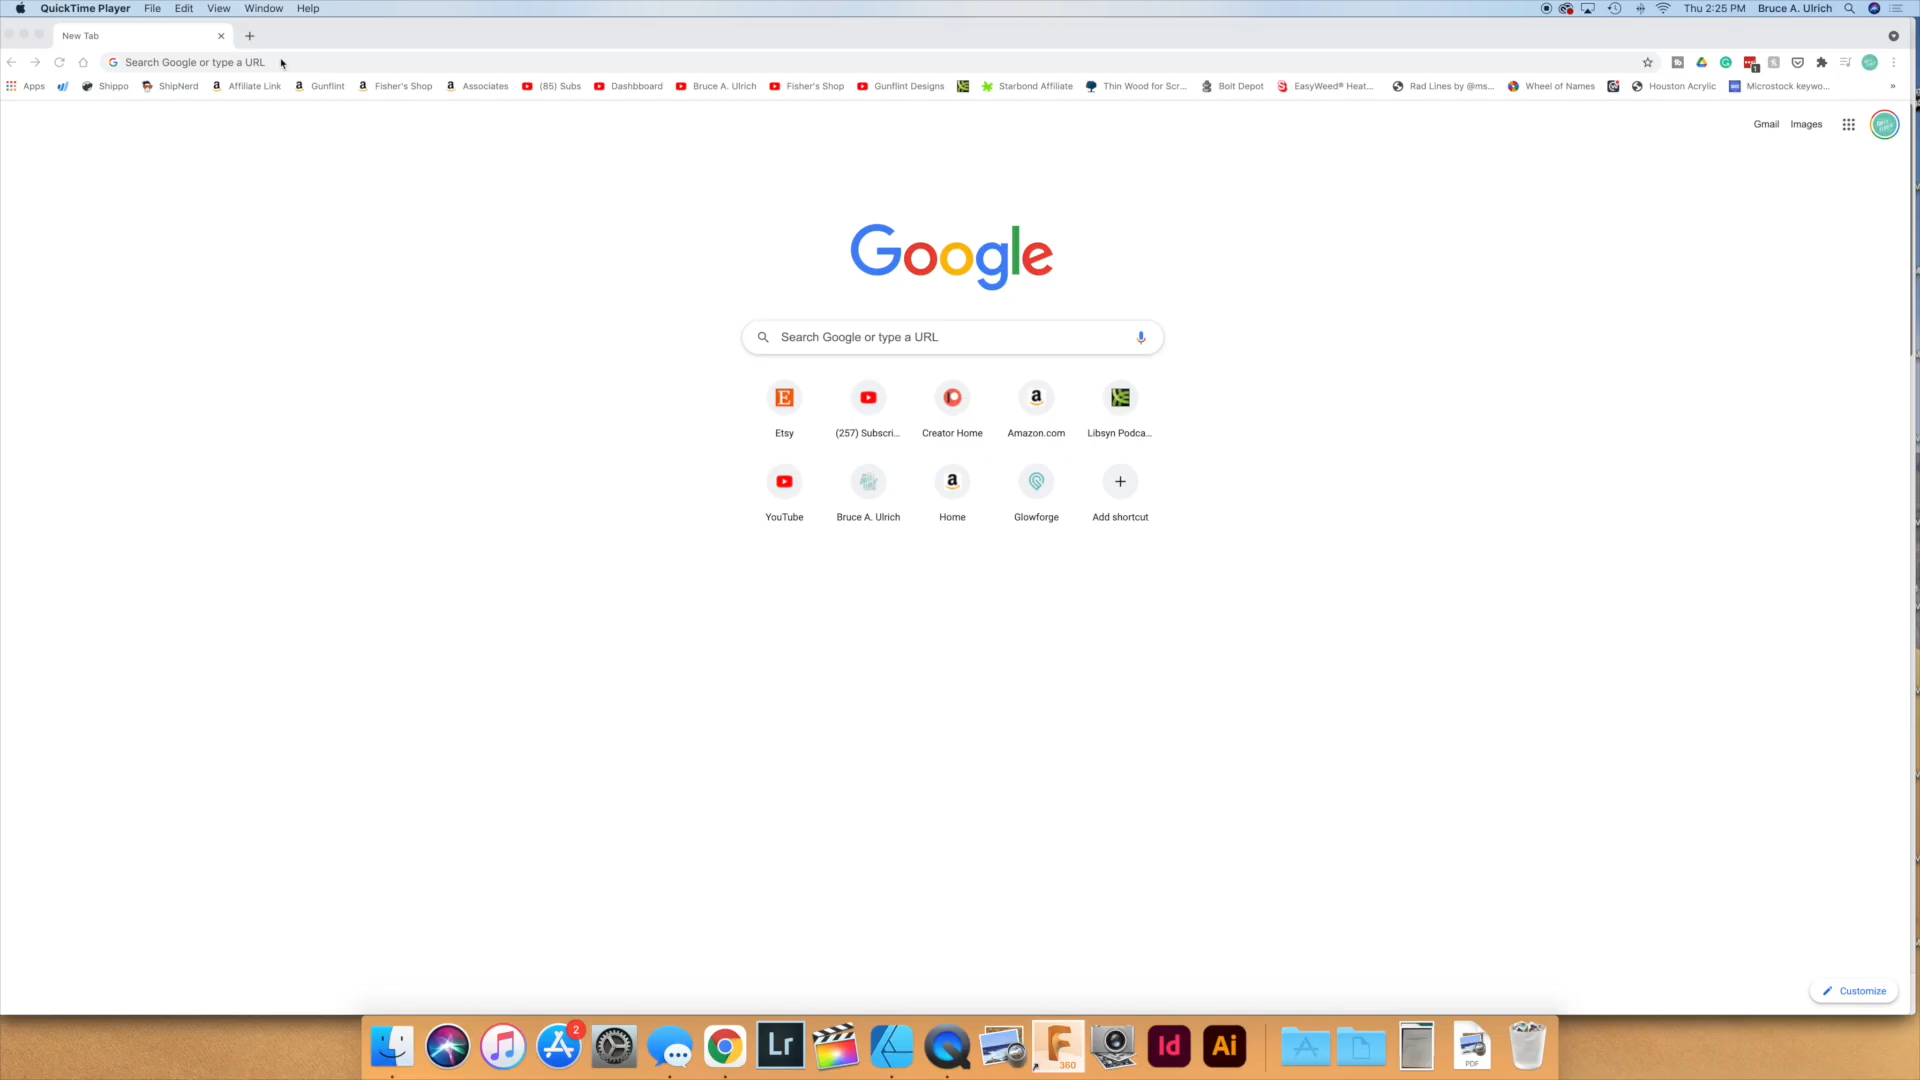 QuickTime Player File Edit View Window Help Thu 2:25 PM Bruce A. Ulrich
New Tab
Search Google or type a URL
Apps Shippo ShipNerd Affiliate Link Gunflint Fisher's Shop Associates (85) Subs Dashbboard Bruce A. Ulrich Fisher's Shop Gunflint Designs Starbond Affiliate Thin Wood for Scr... Bolt Depot EasyWeed® Heat... Rad Lines by @ms... Wheel of Names Houston Acrylic Microstock keywo... »
Gmail Images
Google
Search Google or type a URL
Etsy (257) Subscri... Creator Home Amazon.com Libsyn Podca...
YouTube Bruce A. Ulrich Home Glowforge Add shortcut
Customize
2
Lr 360 Id Ai PDF